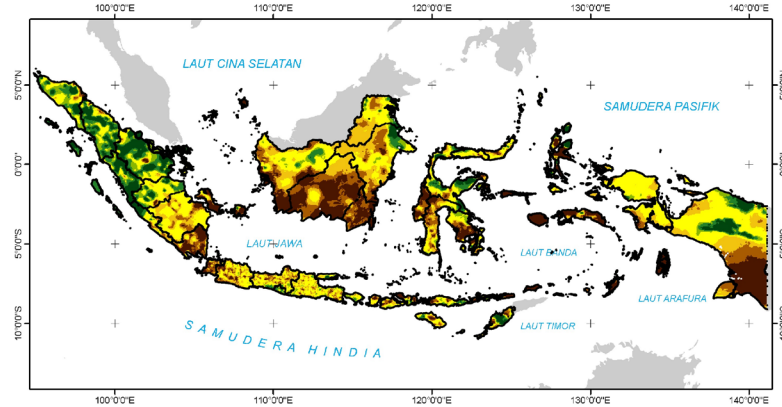 100°0'0"E 110°0'0"E 120°0'0"E 130°0'0"E 140°0'0"E
LAUT CINA SELATAN
5°0'0"N
SAMUDERA PASIFIK
0°0'0"
LAUT JAWA
5°0'0"S
LAUT BANDA
LAUT ARAFURA
10°0'0"S
SAMUDERA HINDIA
LAUT TIMOR
100°0'0"E 110°0'0"E 120°0'0"E 130°0'0"E 140°0'0"E